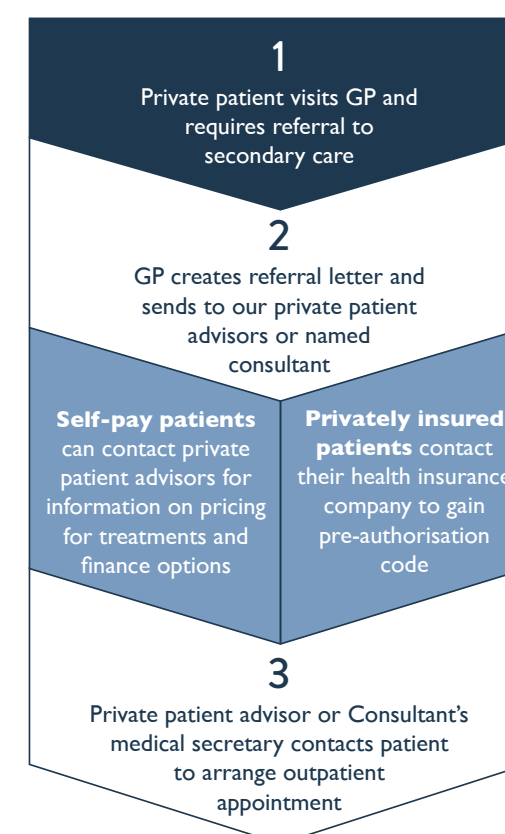 1
Private patient visits GP and
requires referral to
secondary care
2
GP creates referral letter and
sends to our private patient
advisors or named
consultant
Self-pay patients
can contact private
patient advisors for
information on pricing
for treatments and
finance options
Privately insured
patients contact
their health insurance
company to gain
pre-authorisation
code
3
Private patient advisor or Consultant's
medical secretary contacts patient
to arrange outpatient
appointment